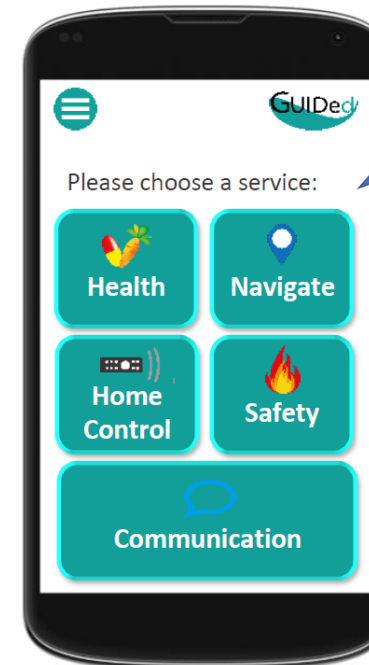 GUIDed
Please choose a service:
Health
Navigate
Home
Control
Safety
Communication